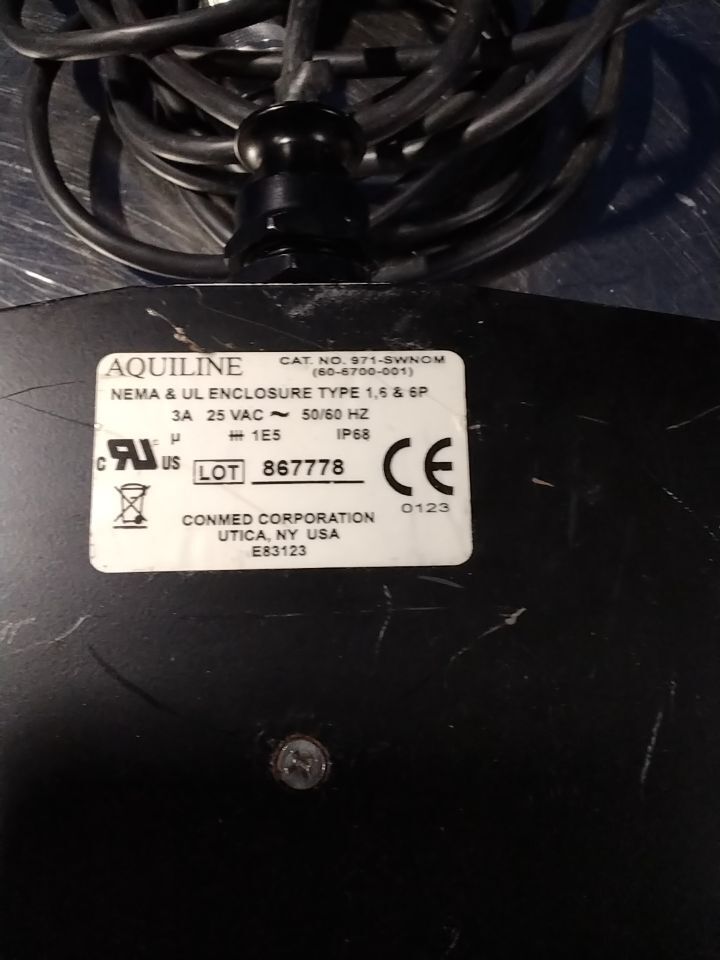 AQUILINE CAT. NO. 971-SWNOM
(60-6700-001)
NEMA & UL ENCLOSURE TYPE 1,6 & 6P
3A 25 VAC ~ 50/60 HZ
µ 1E5 IP68
c RU US
LOT 867778
CE
0123
CONMED CORPORATION
UTICA, NY USA
E83123